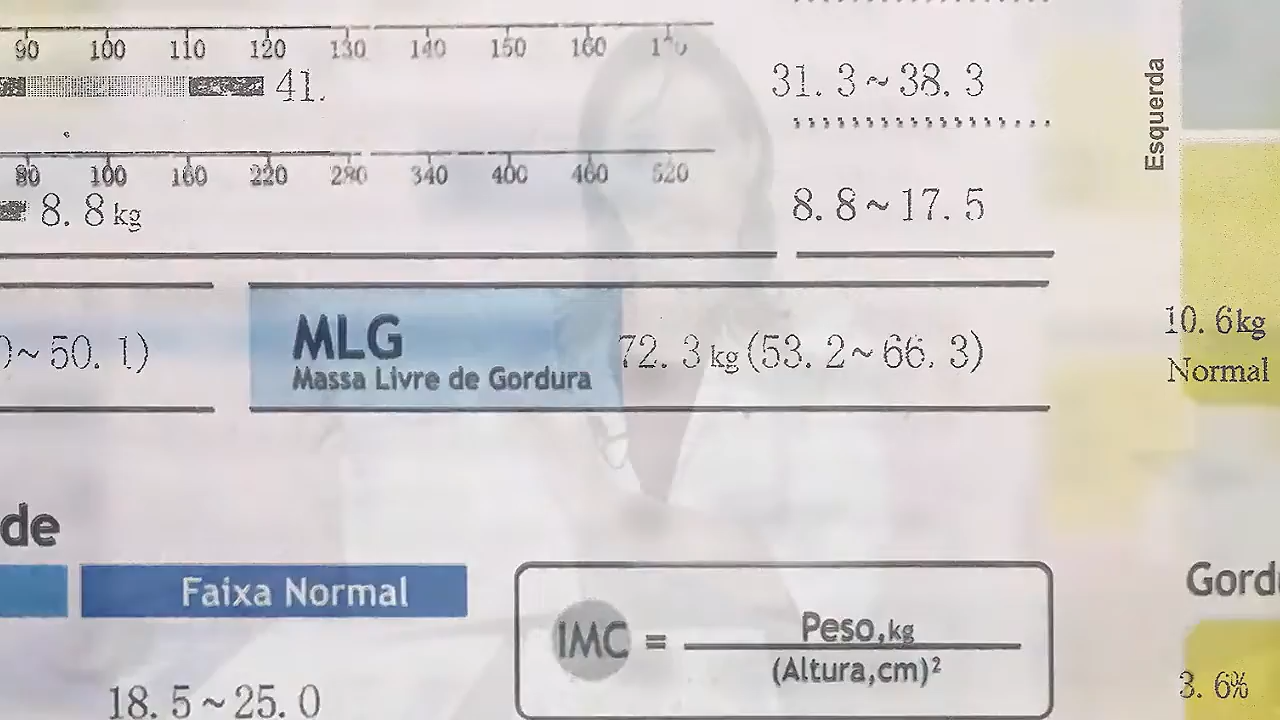 90 100 110 120 130 140 150 160
41.
31. 3~38. 3
Esquerda
80 100 160 220 280 340 400 460 520
8. 8 kg
8. 8~17. 5
~ 50. 1)
MLG
Massa Livre de Gordura
72. 3 kg (53. 2~ 66. 3)
10. 6kg
Normal
de
Faixa Normal
18. 5~25. 0
IMC = Peso,kg
(Altura,cm)²
3. 6%